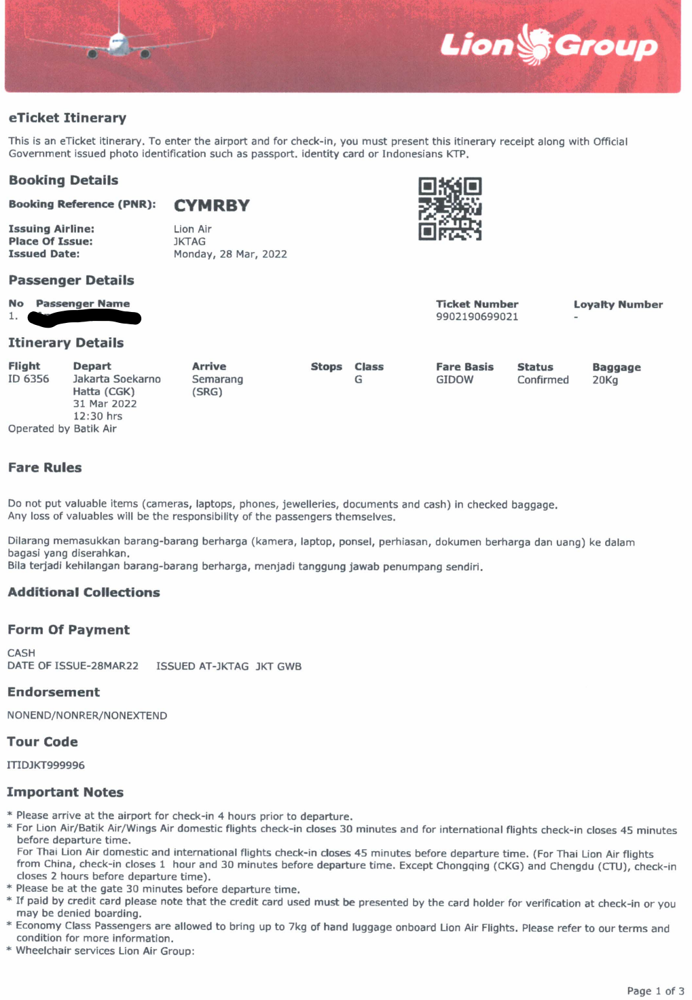 Lion Group
eTicket Itinerary
This is an eTicket itinerary. To enter the airport and for check-in, you must present this itinerary receipt along with Official
Government issued photo identification such as passport. identity card or Indonesians KTP.
Booking Details
Booking Reference (PNR): CYMRBY
Issuing Airline: Lion Air
Place Of Issue: JKTAG
Issued Date: Monday, 28 Mar, 2022
Passenger Details
No Passenger Name Ticket Number Loyalty Number
1. 9902190699021 -
Itinerary Details
Flight Depart Arrive Stops Class Fare Basis Status Baggage
ID 6356 Jakarta Soekarno Semarang G GIDOW Confirmed 20Kg
Hatta (CGK) (SRG)
31 Mar 2022
12:30 hrs
Operated by Batik Air
Fare Rules
Do not put valuable items (cameras, laptops, phones, jewelleries, documents and cash) in checked baggage.
Any loss of valuables will be the responsibility of the passengers themselves.
Dilarang memasukkan barang-barang berharga (kamera, laptop, ponsel, perhiasan, dokumen berharga dan uang) ke dalam
bagasi yang diserahkan.
Bila terjadi kehilangan barang-barang berharga, menjadi tanggung jawab penumpang sendiri.
Additional Collections
Form Of Payment
CASH
DATE OF ISSUE-28MAR22 ISSUED AT-JKTAG JKT GWB
Endorsement
NONEND/NONRER/NONEXTEND
Tour Code
ITIDJKT999996
Important Notes
* Please arrive at the airport for check-in 4 hours prior to departure.
* For Lion Air/Batik Air/Wings Air domestic flights check-in closes 30 minutes and for international flights check-in closes 45 minutes
before departure time.
For Thai Lion Air domestic and international flights check-in closes 45 minutes before departure time. (For Thai Lion Air flights
from China, check-in closes 1 hour and 30 minutes before departure time. Except Chongqing (CKG) and Chengdu (CTU), check-in
closes 2 hours before departure time).
* Please be at the gate 30 minutes before departure time.
* If paid by credit card please note that the credit card used must be presented by the card holder for verification at check-in or you
may be denied boarding.
* Economy Class Passengers are allowed to bring up to 7kg of hand luggage onboard Lion Air Flights. Please refer to our terms and
condition for more information.
* Wheelchair services Lion Air Group:
Page 1 of 3